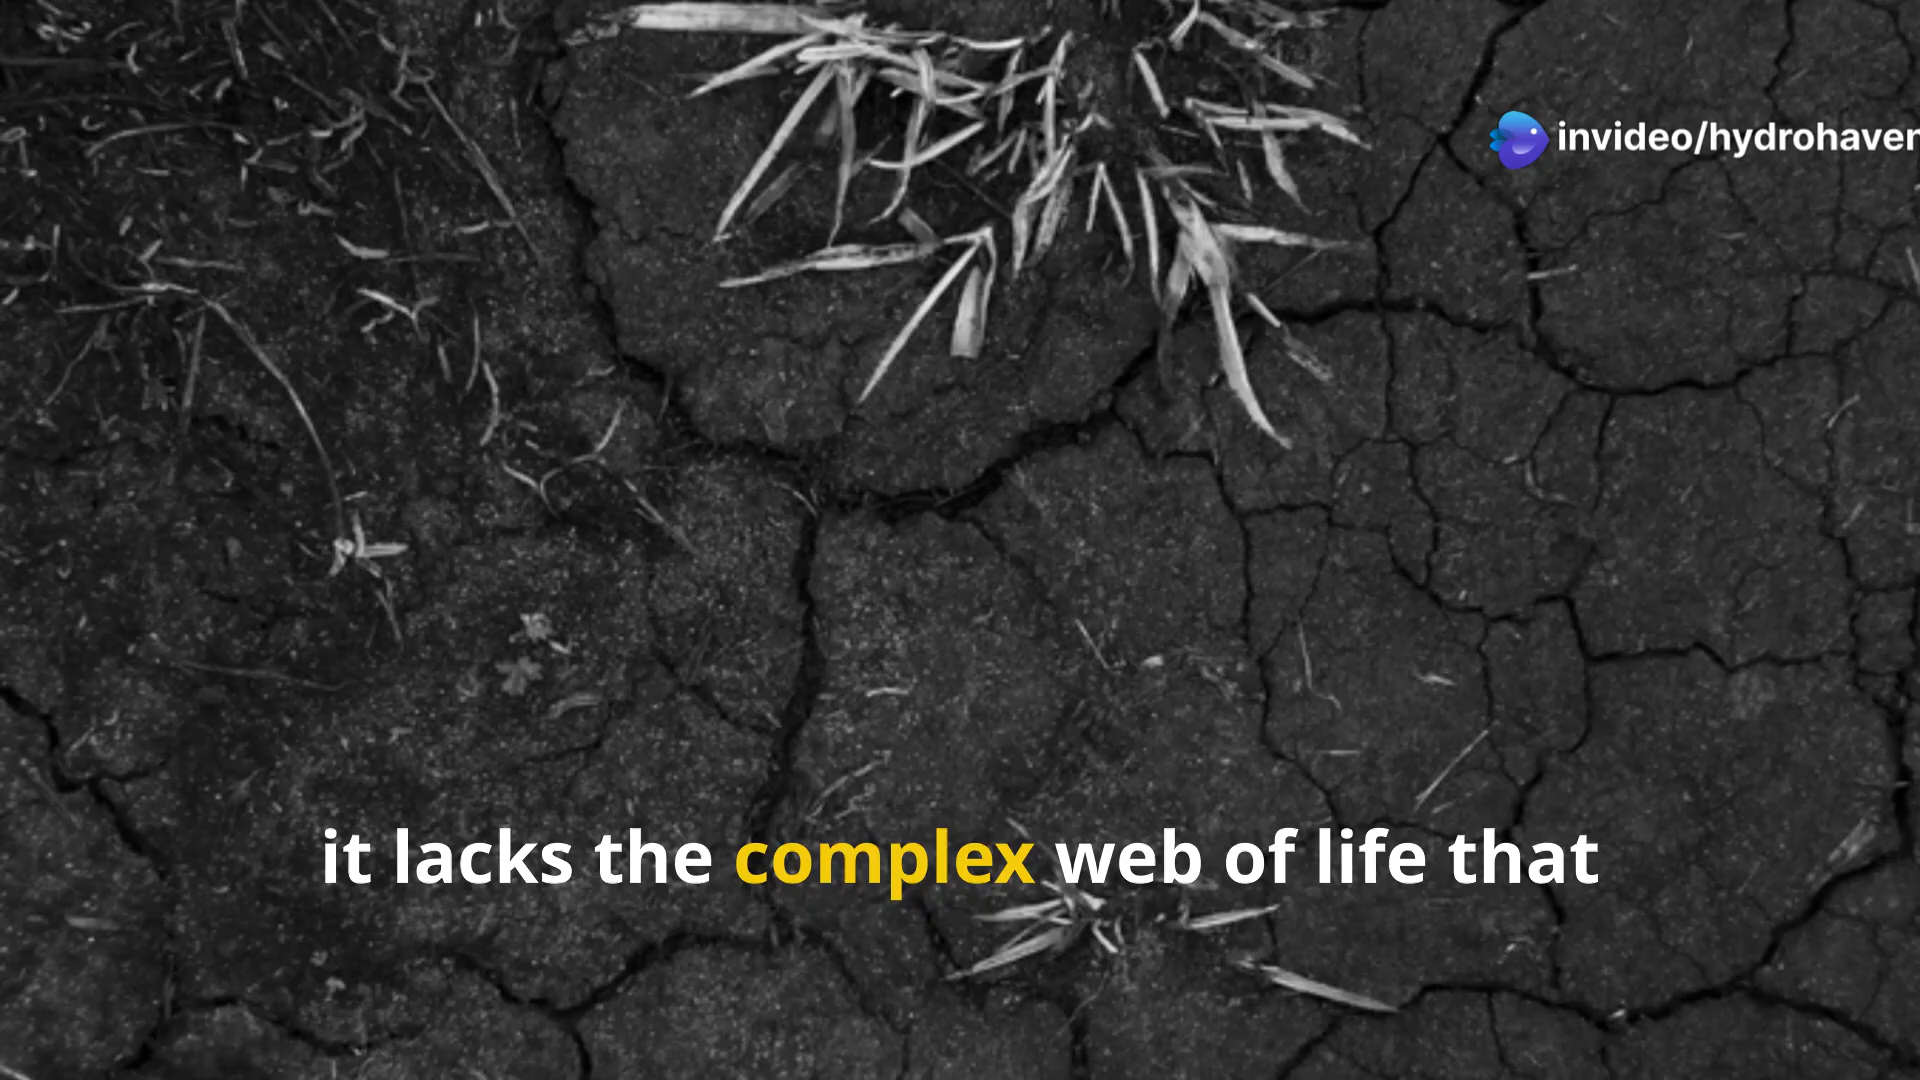 invideo/hydrohaven
it lacks the complex web of life that